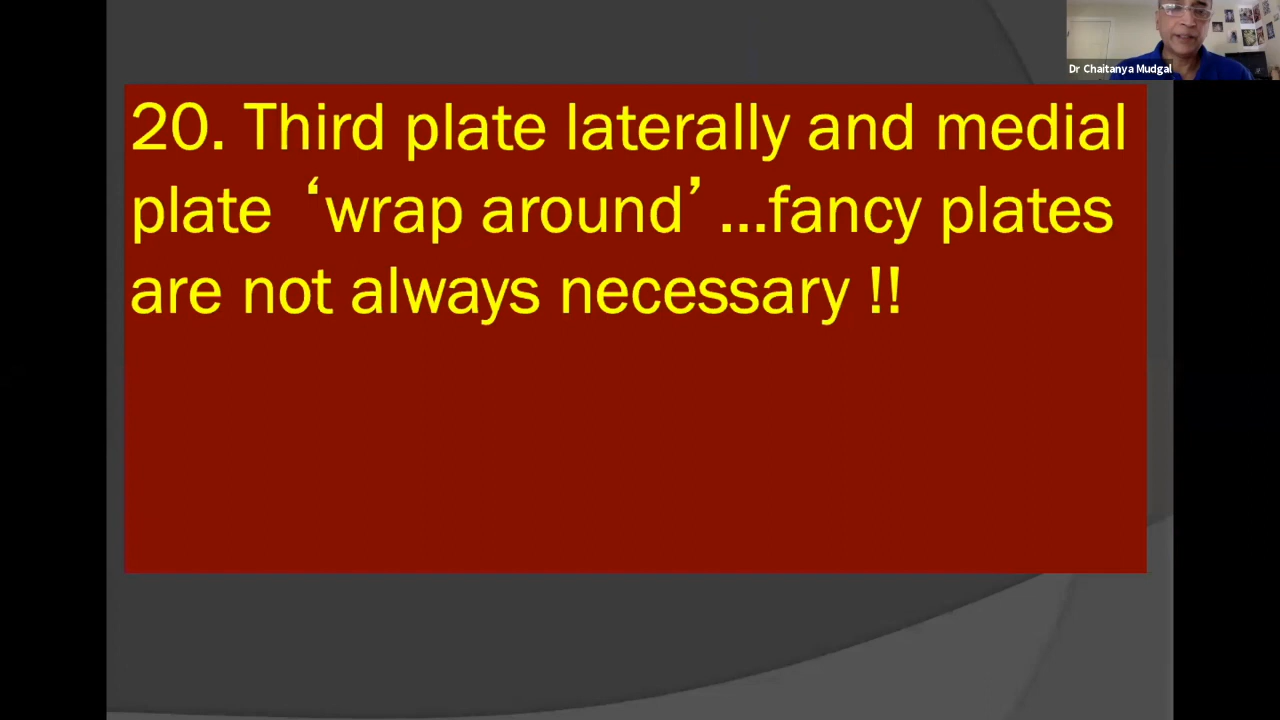 Dr Chaitanya Mudgal
20. Third plate laterally and medial
plate ‘wrap around’ ...fancy plates
are not always necessary !!